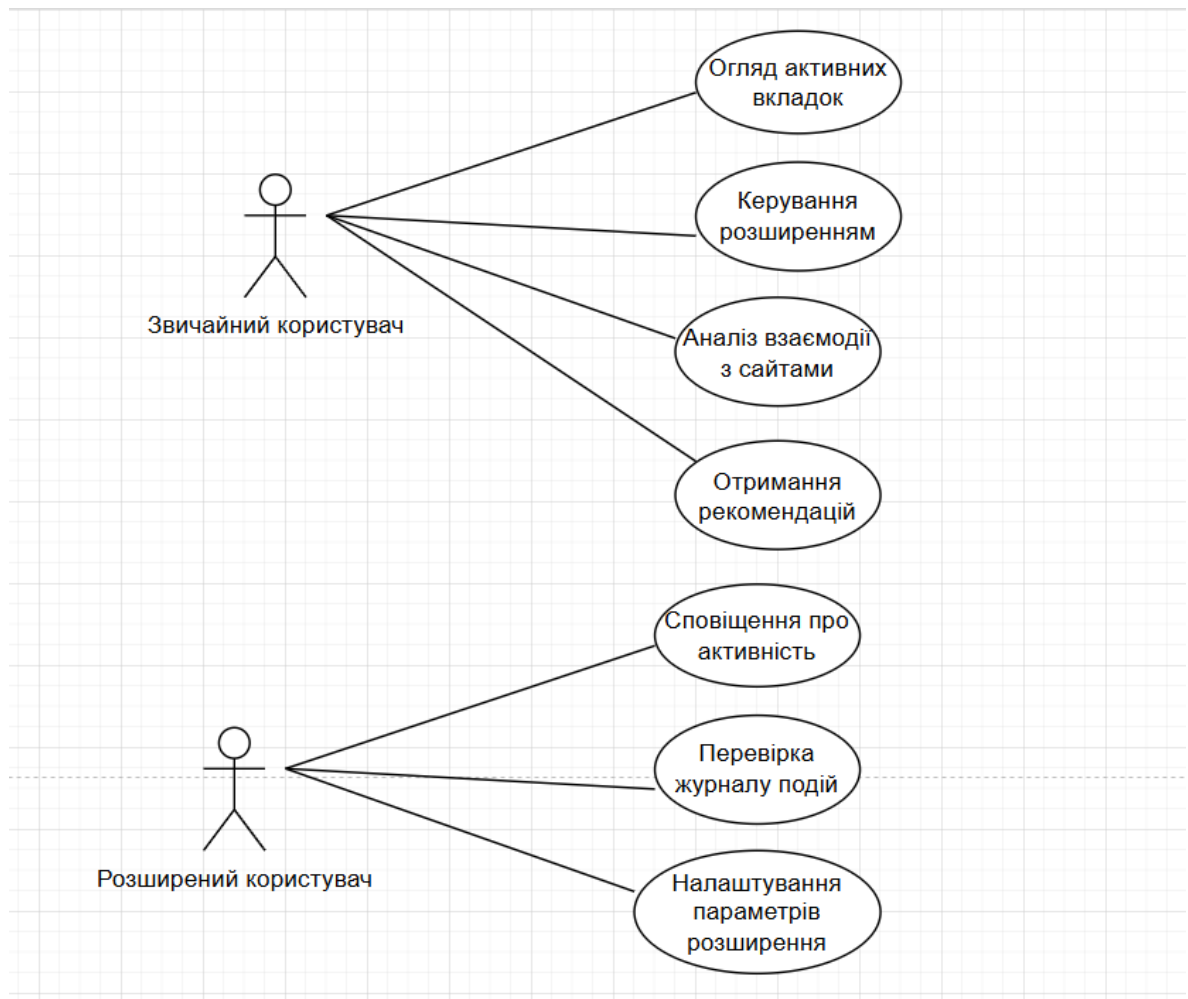 Огляд активних
вкладок
Керування
розширенням
Звичайний користувач
Аналіз взаємодії
з сайтами
Отримання
рекомендацій
Сповіщення про
активність
Перевірка
журналу подій
Розширений користувач
Налаштування
параметрів
розширення